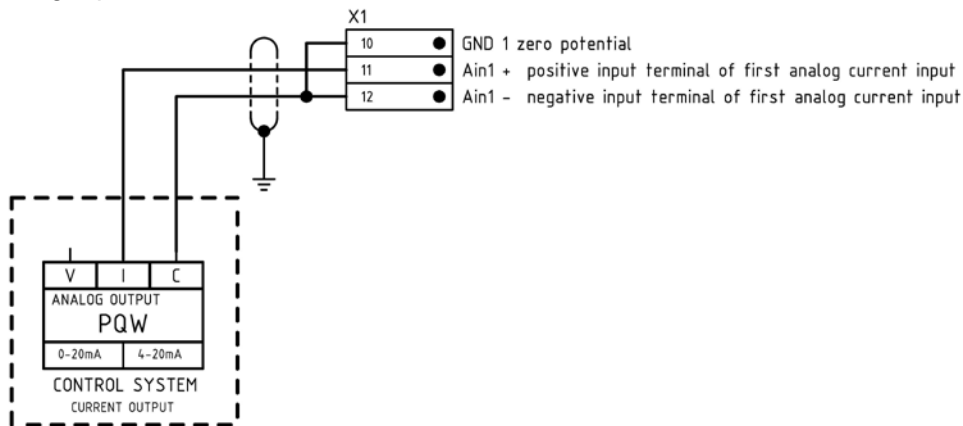 X1
10 GND 1 zero potential
11 Ain1 + positive input terminal of first analog current input
12 Ain1 - negative input terminal of first analog current input
V I C
ANALOG OUTPUT
PQW
0-20mA 4-20mA
CONTROL SYSTEM
CURRENT OUTPUT